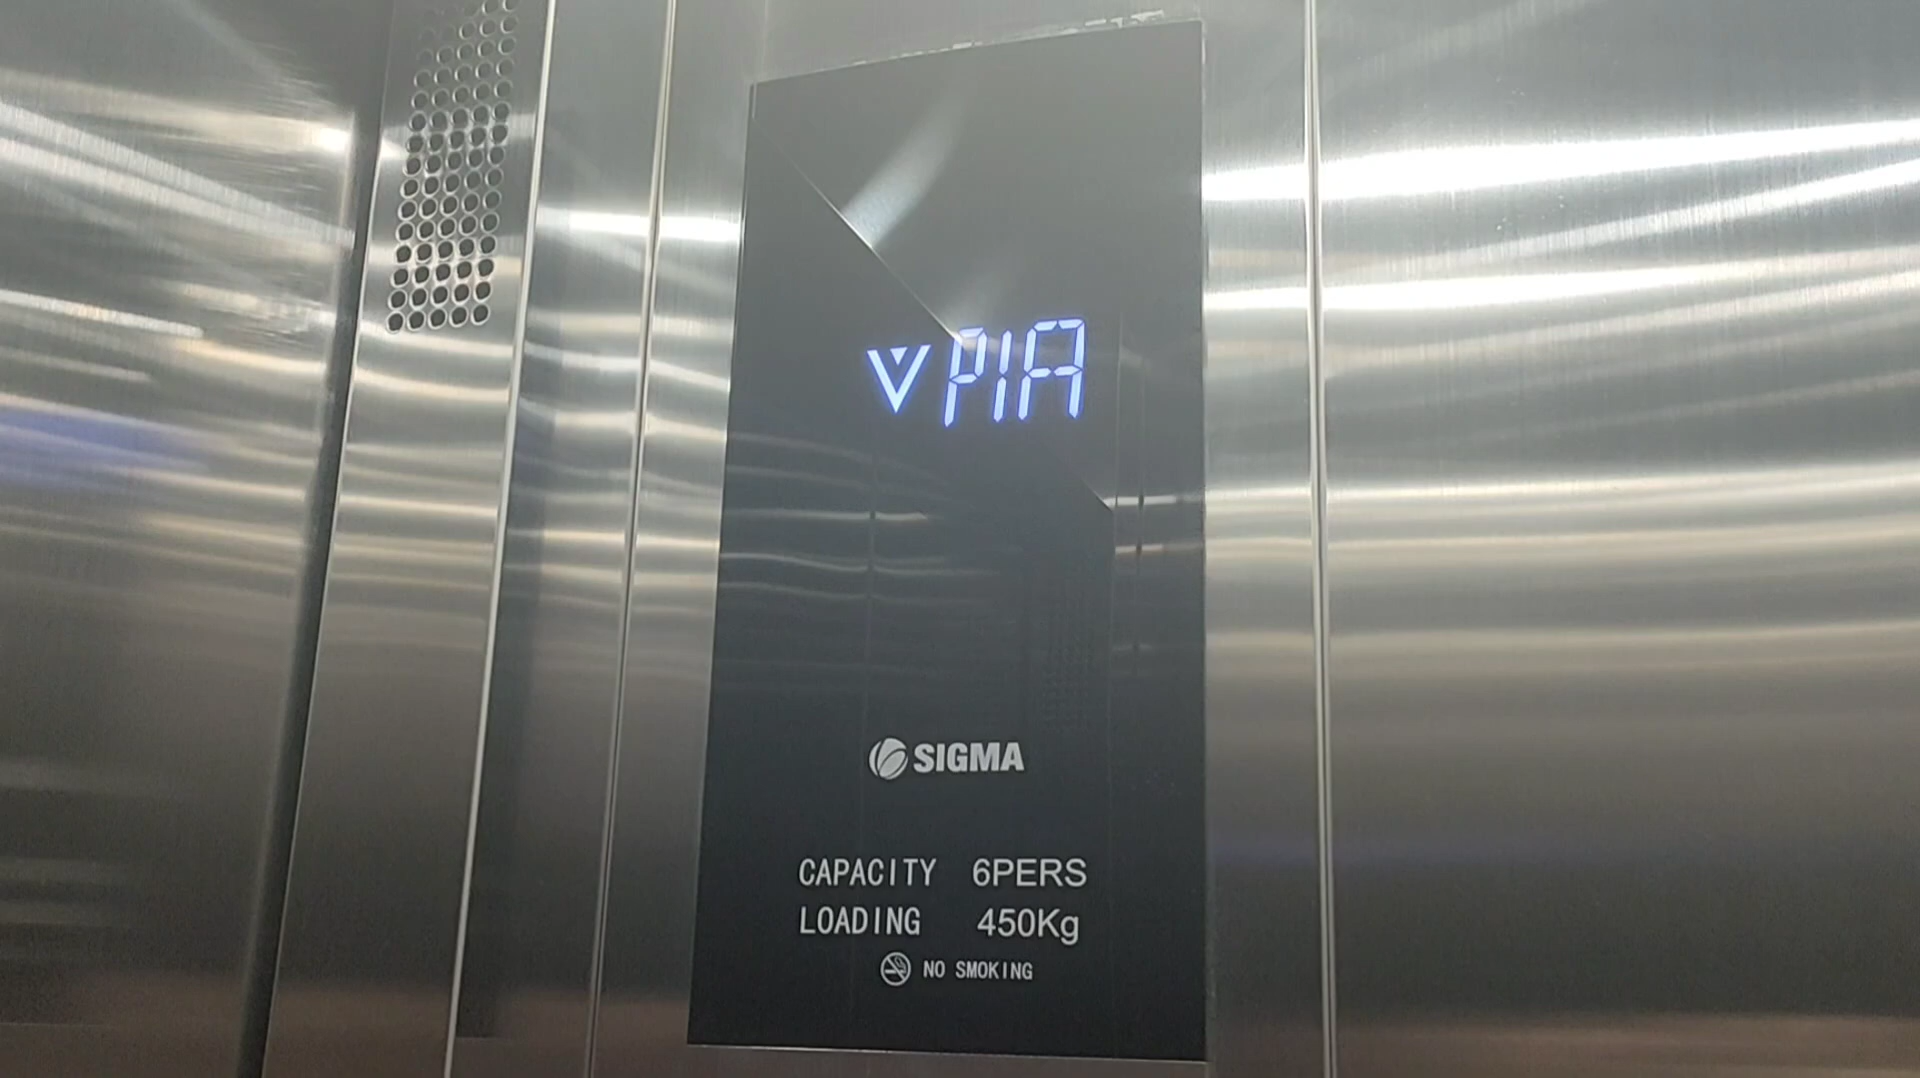 P1A
SIGMA
CAPACITY 6PERS
LOADING 450Kg
NO SMOKING